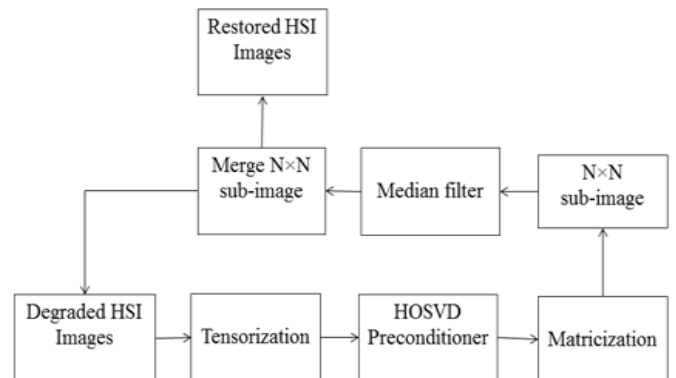 Restored HSI
Images
Merge N×N
sub-image
Median filter
N×N
sub-image
Degraded HSI
Images
Tensorization
HOSVD
Preconditioner
Matricization